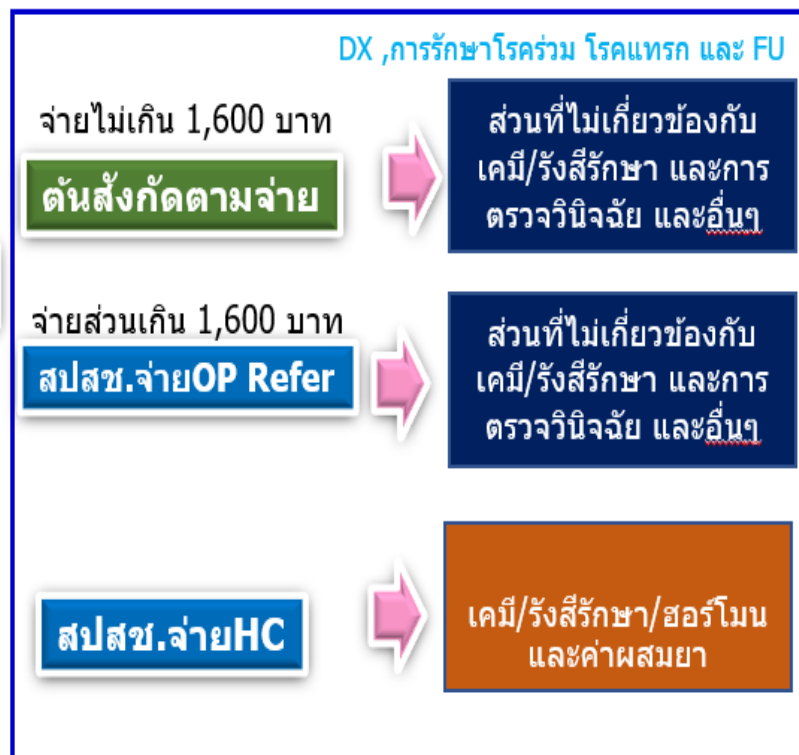 DX ,การรักษาโรคร่วม โรคแทรก และ FU
จ่ายไม่เกิน 1,600 บาท
ต้นสังกัดตามจ่าย
ส่วนที่ไม่เกี่ยวข้องกับ
เคมี/รังสีรักษา และการ
ตรวจวินิจฉัย และอื่นๆ
จ่ายส่วนเกิน 1,600 บาท
สปสช.จ่ายOP Refer
ส่วนที่ไม่เกี่ยวข้องกับ
เคมี/รังสีรักษา และการ
ตรวจวินิจฉัย และอื่นๆ
สปสช.จ่ายHC
เคมี/รังสีรักษา/ฮอร์โมน
และค่าผสมยา